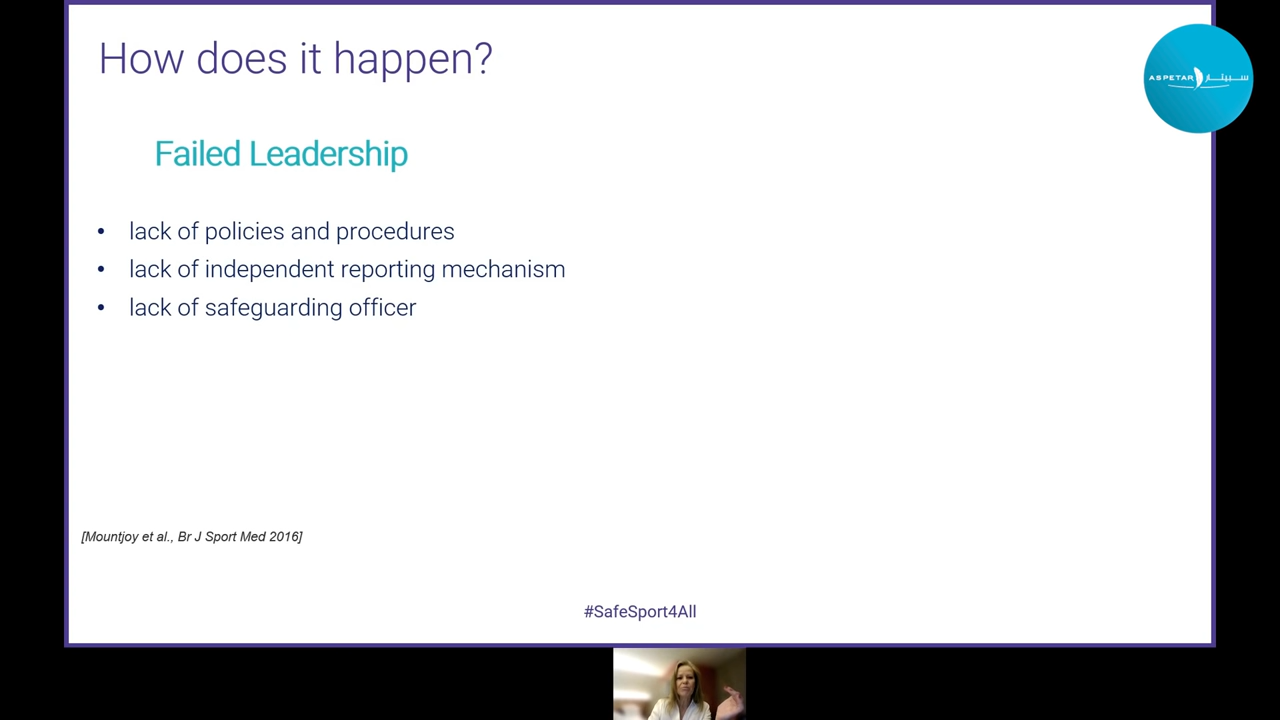 How does it happen?
ASPETAR سبيتار
Failed Leadership
• lack of policies and procedures
• lack of independent reporting mechanism
• lack of safeguarding officer
[Mountjoy et al., Br J Sport Med 2016]
#SafeSport4All